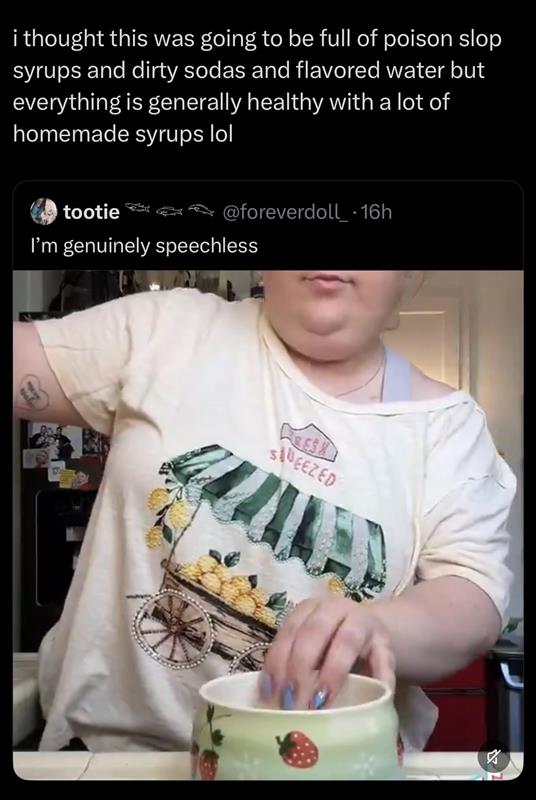 i thought this was going to be full of poison slop
syrups and dirty sodas and flavored water but
everything is generally healthy with a lot of
homemade syrups lol
tootie @foreverdoll_ · 16h
I'm genuinely speechless
FRESH
SQUEEZED